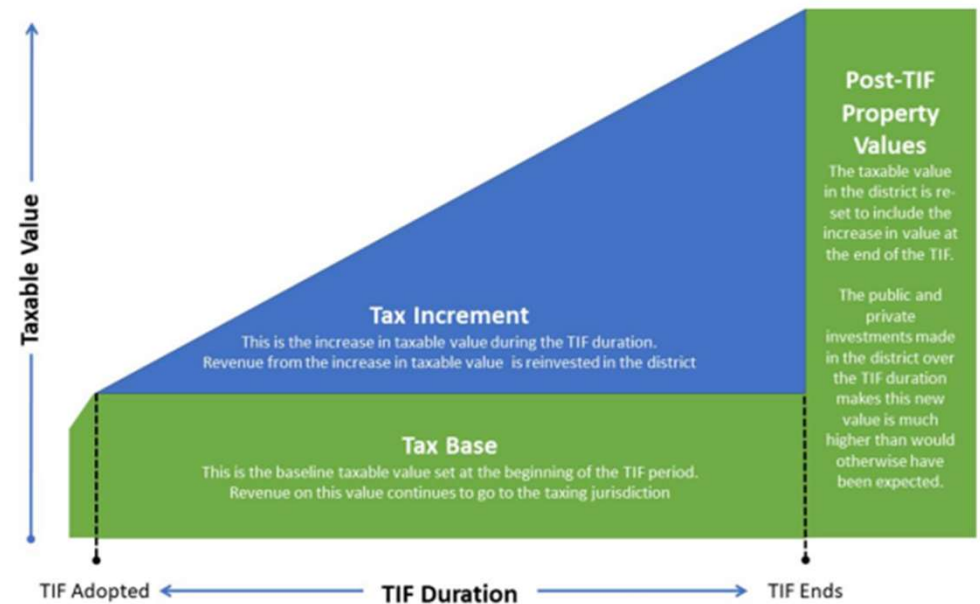 Taxable Value
Post-TIF
Property
Values
The taxable value
in the district is re-
set to include the
increase in value at
the end of the TIF.
The public and
private
investments made
in the district over
the TIF duration
makes this new
value is much
higher than would
otherwise have
been expected.
Tax Increment
This is the increase in taxable value during the TIF duration.
Revenue from the increase in taxable value is reinvested in the district
Tax Base
This is the baseline taxable value set at the beginning of the TIF period.
Revenue on this value continues to go to the taxing jurisdiction
TIF Adopted
TIF Duration
TIF Ends